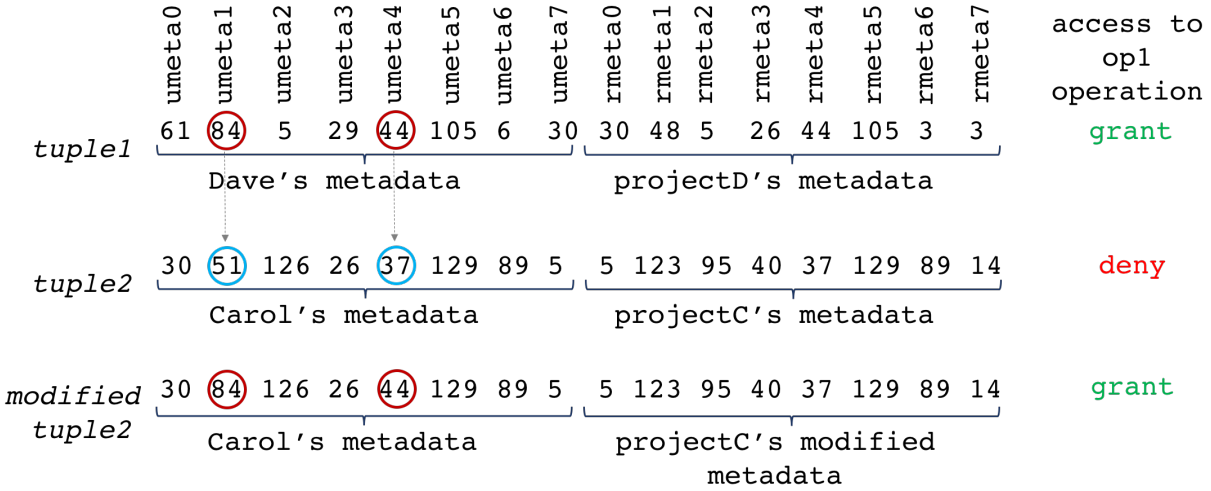 umeta0 umeta1 umeta2 umeta3 umeta4 umeta5 umeta6 umeta7 rmeta0 rmeta1 rmeta2 rmeta3 rmeta4 rmeta5 rmeta6 rmeta7
access to
op1
operation
61 84 5 29 44 105 6 30 30 48 5 26 44 105 3 3 grant
tuple1
Dave's metadata projectD's metadata
30 51 126 26 37 129 89 5 5 123 95 40 37 129 89 14 deny
tuple2
Carol's metadata projectC's metadata
30 84 126 26 44 129 89 5 5 123 95 40 37 129 89 14 grant
modified
tuple2
Carol's metadata projectC's modified
metadata